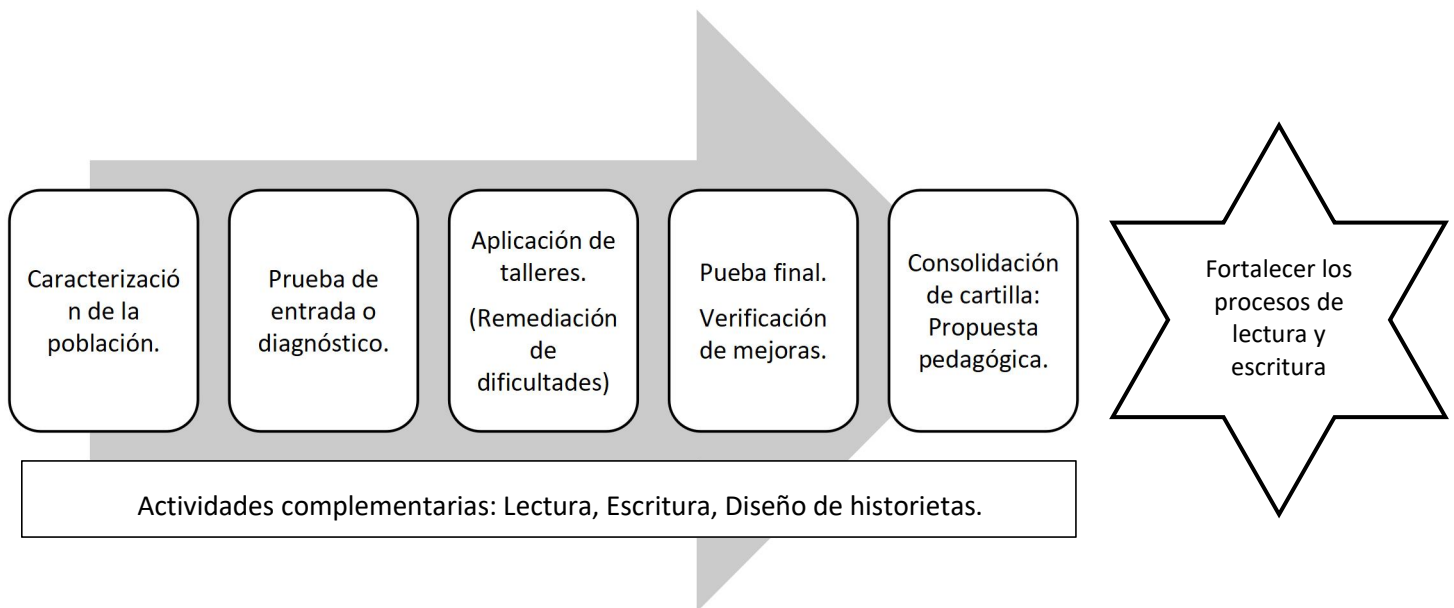 Caracterizació
n de la
población.
Prueba de
entrada o
diagnóstico.
Aplicación de
talleres.
(Remediación
de
dificultades)
Pueba final.
Verificación
de mejoras.
Consolidación
de cartilla:
Propuesta
pedagógica.
Fortalecer los
procesos de
lectura y
escritura
Actividades complementarias: Lectura, Escritura, Diseño de historietas.